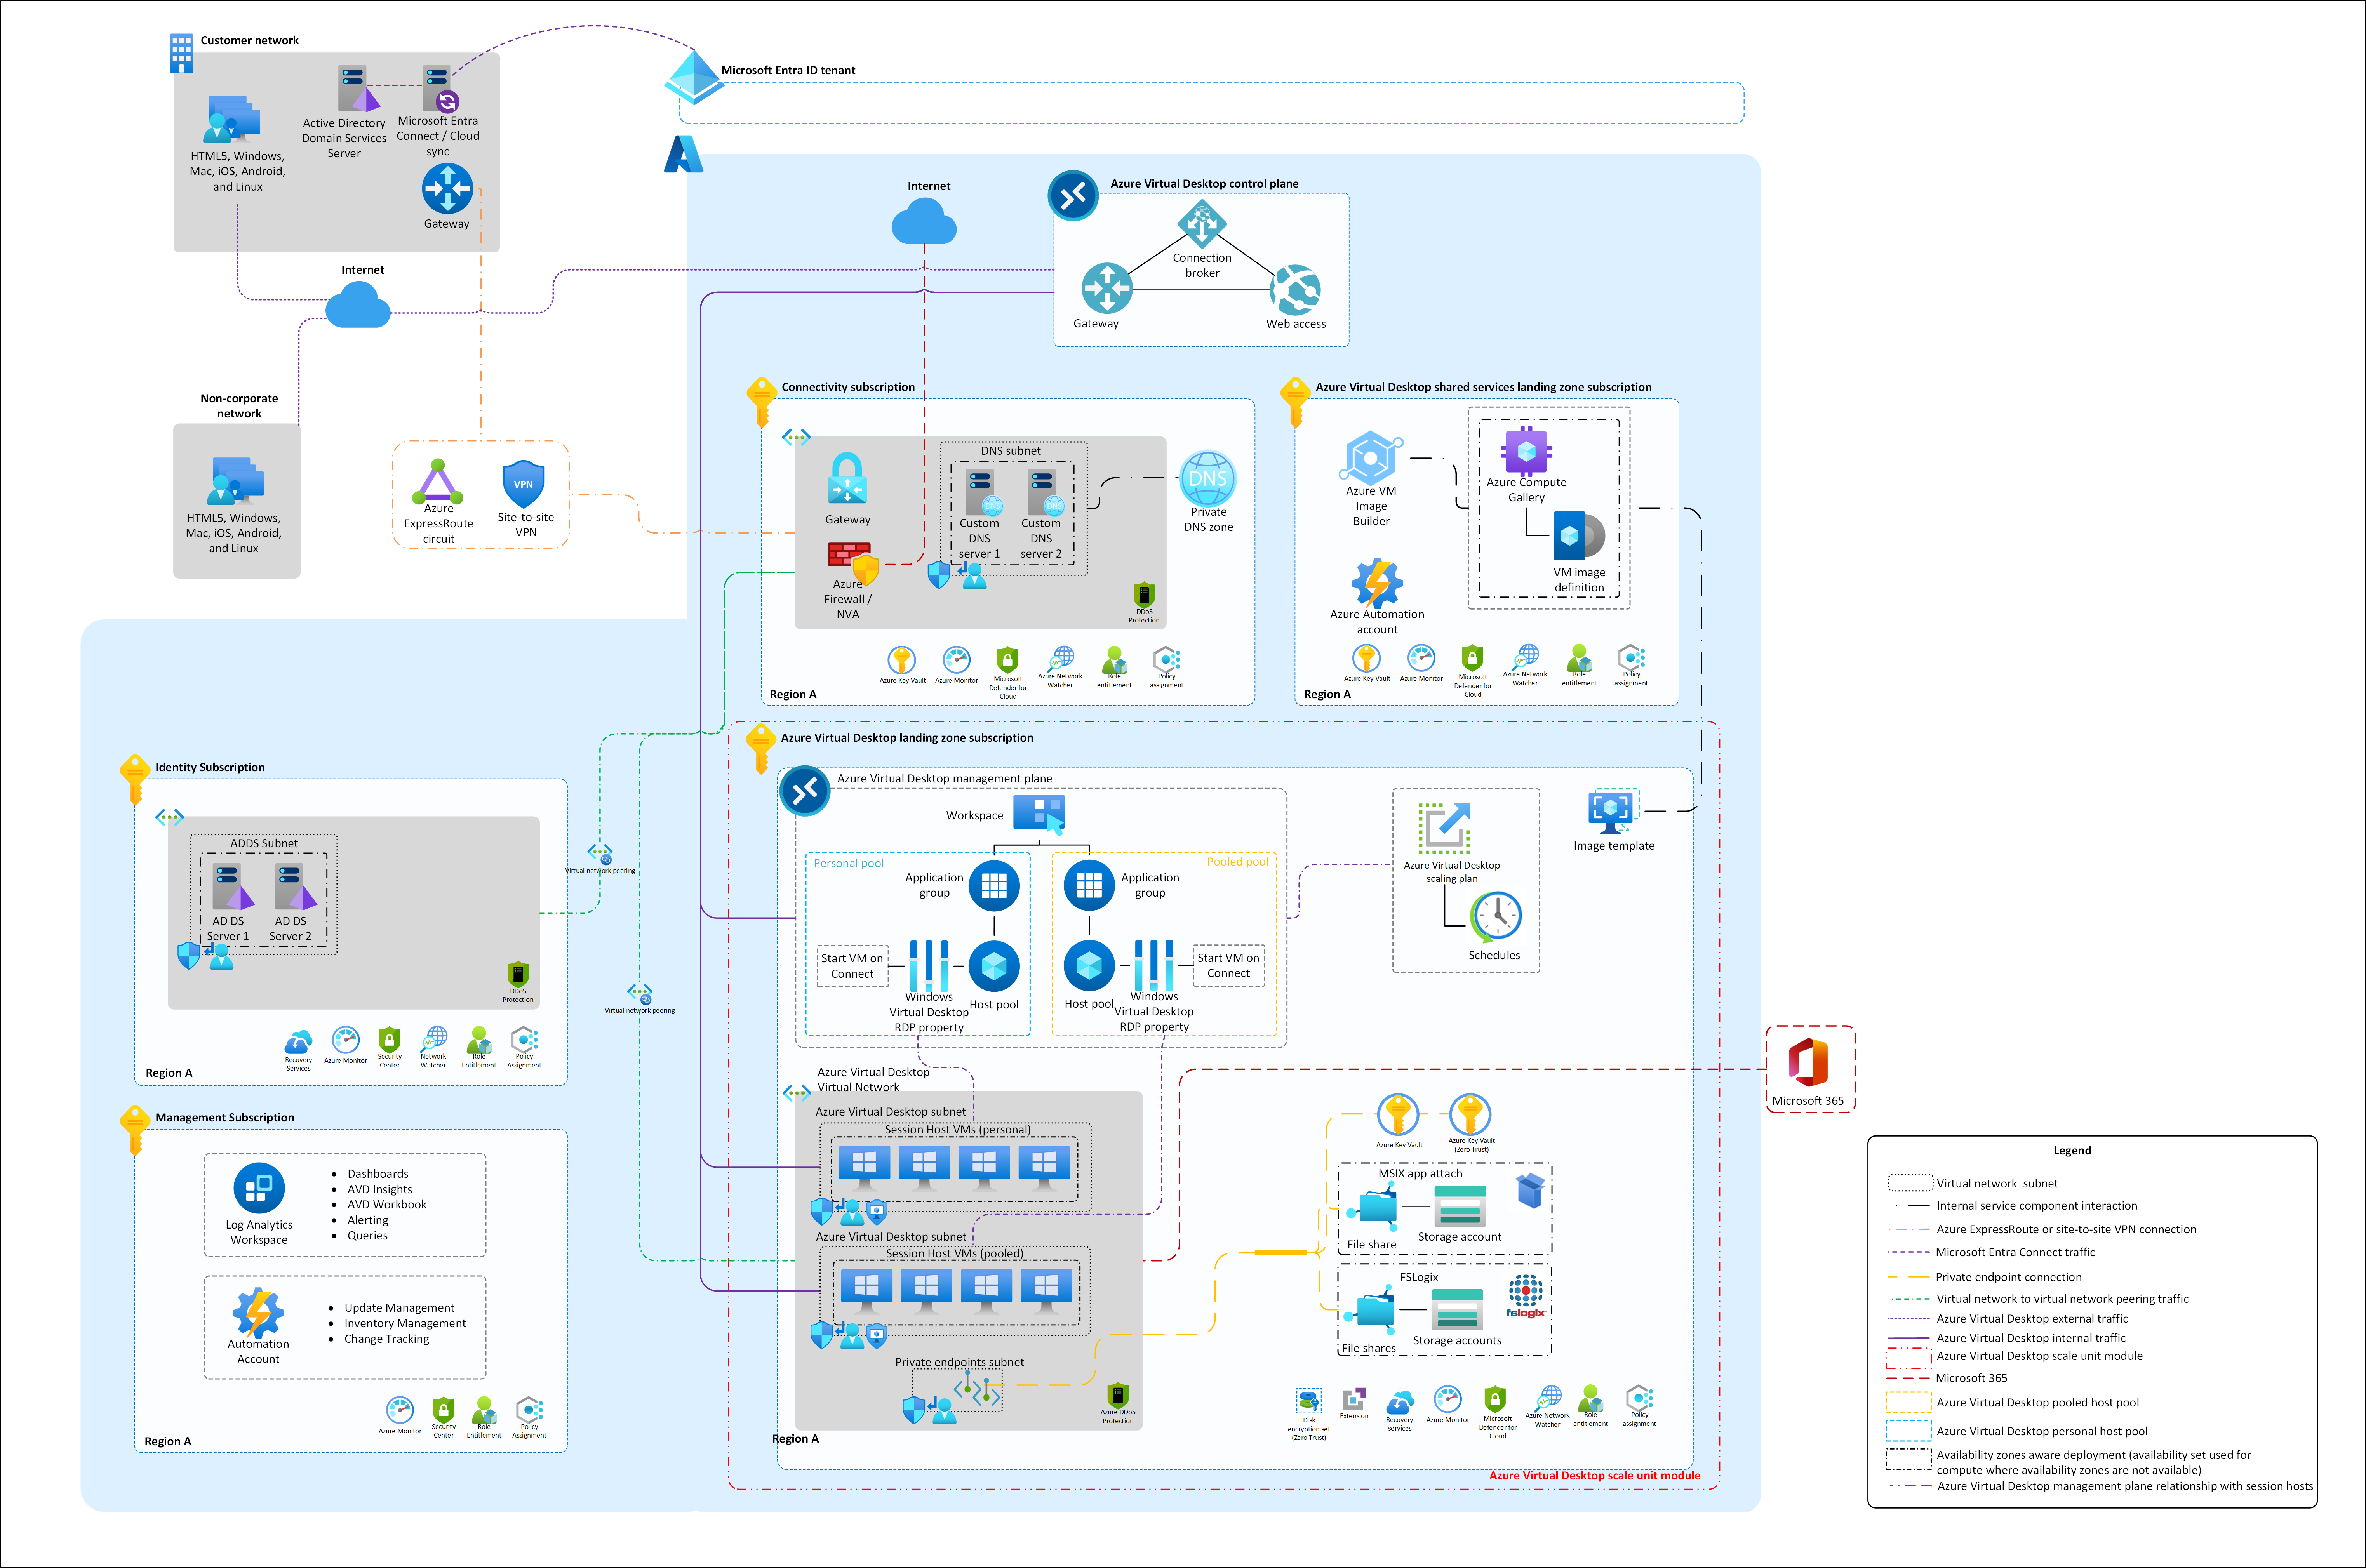 Customer network
Active Directory
Domain Services
Server
Microsoft Entra
Connect / Cloud
sync
HTML5, Windows,
Mac, iOS, Android,
and Linux
Gateway
Microsoft Entra ID tenant
Internet
Non-corporate
network
HTML5, Windows,
Mac, iOS, Android,
and Linux
Azure
ExpressRoute
circuit
VPN
Site-to-site
VPN
Internet
Azure Virtual Desktop control plane
Connection
broker
Gateway
Web access
Connectivity subscription
Gateway
Azure
Firewall /
NVA
DNS subnet
DNS
DNS
Custom
DNS
server 1
Custom
DNS
server 2
DNS
Private
DNS zone
DDoS
Protection
Azure Key Vault
Azure Monitor
Microsoft
Defender for
Cloud
Azure Network
Watcher
Role
entitlement
Policy
assignment
Region A
Azure Virtual Desktop shared services landing zone subscription
Azure VM
Image
Builder
Azure Compute
Gallery
VM image
definition
Azure Automation
account
Azure Key Vault
Azure Monitor
Microsoft
Defender for
Cloud
Azure Network
Watcher
Role
entitlement
Policy
assignment
Region A
Identity Subscription
ADDS Subnet
AD DS
Server 1
AD DS
Server 2
DDoS
Protection
Recovery
Services
Azure Monitor
Security
Center
Network
Watcher
Role
Entitlement
Policy
Assignment
Region A
Virtual network peering
Virtual network peering
Management Subscription
Log Analytics
Workspace
• Dashboards
• AVD Insights
• AVD Workbook
• Alerting
• Queries
Automation
Account
• Update Management
• Inventory Management
• Change Tracking
Azure Monitor
Security
Center
Role
Entitlement
Policy
Assignment
Region A
Azure Virtual Desktop landing zone subscription
Azure Virtual Desktop management plane
Workspace
Personal pool
Application
group
Start VM on
Connect
Windows
Virtual Desktop
RDP property
Host pool
Pooled pool
Application
group
Host pool
Windows
Virtual Desktop
RDP property
Start VM on
Connect
Azure Virtual Desktop
scaling plan
Schedules
Image template
Azure Virtual Desktop
Virtual Network
Azure Virtual Desktop subnet
Session Host VMs (personal)
Azure Virtual Desktop subnet
Session Host VMs (pooled)
Private endpoints subnet
Azure DDoS
Protection
Region A
Azure Key Vault
Azure Key Vault
(Zero Trust)
MSIX app attach
File share
Storage account
FSLogix
fslogix
File shares
Storage accounts
Disk
encryption set
(Zero Trust)
Extension
Recovery
services
Azure Monitor
Microsoft
Defender for
Cloud
Azure Network
Watcher
Role
entitlement
Policy
assignment
Azure Virtual Desktop scale unit module
Microsoft 365
Legend
Virtual network subnet
Internal service component interaction
Azure ExpressRoute or site-to-site VPN connection
Microsoft Entra Connect traffic
Private endpoint connection
Virtual network to virtual network peering traffic
Azure Virtual Desktop external traffic
Azure Virtual Desktop internal traffic
Azure Virtual Desktop scale unit module
Microsoft 365
Azure Virtual Desktop pooled host pool
Azure Virtual Desktop personal host pool
Availability zones aware deployment (availability set used for
compute where availability zones are not available)
Azure Virtual Desktop management plane relationship with session hosts